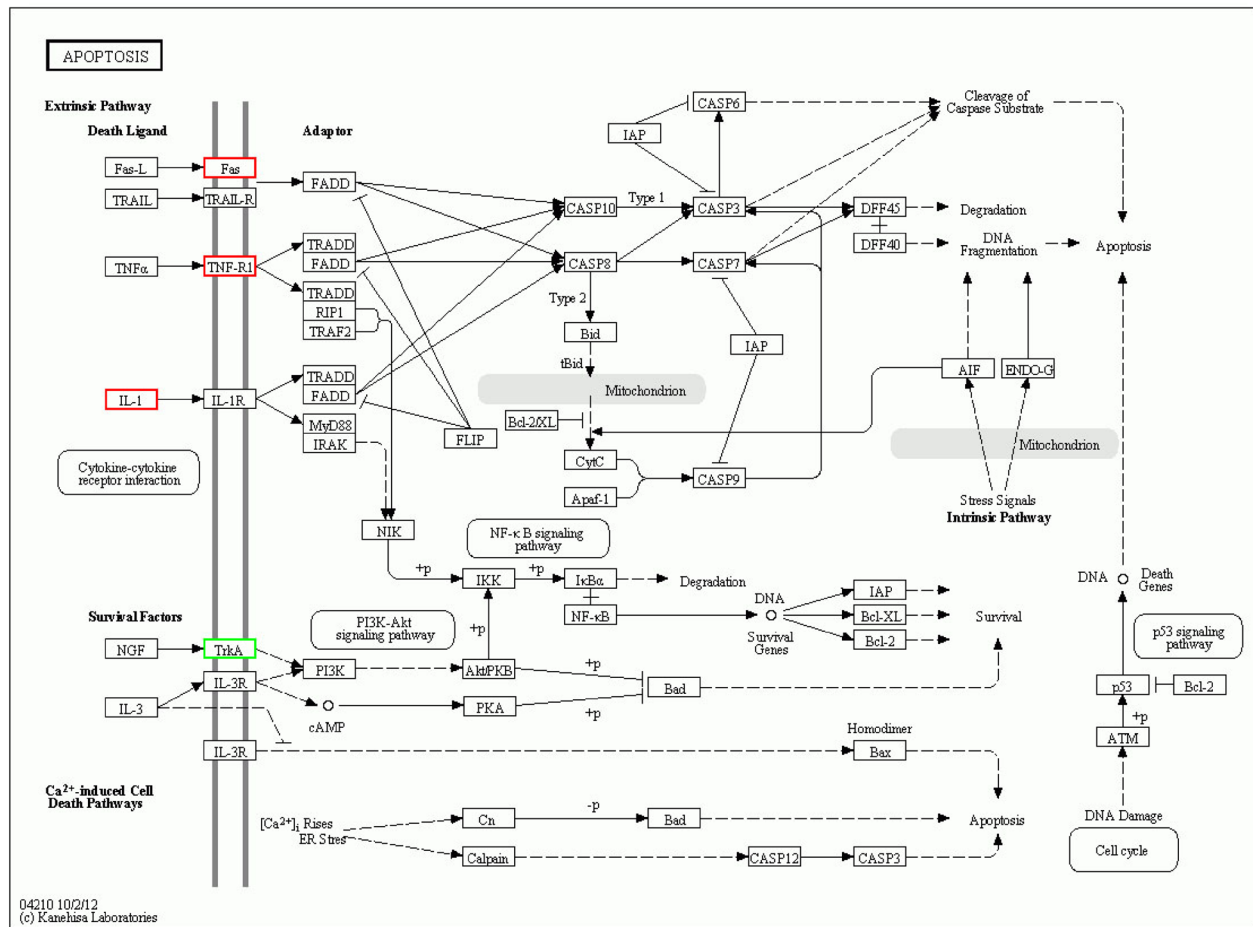 APOPTOSIS
Extrinsic Pathway
Death Ligand
Adaptor
Fas-L
Fas
FADD
TRAIL
TRAIL-R
TRADD
FADD
TNFα
TNF-R1
TRADD
RIP1
TRAF2
TRADD
FADD
IL-1
IL-1R
MyD88
IRAK
FLIP
Cytokine-cytokine
receptor interaction
CASP6
IAP
Cleavage of
Caspase Substrate
CASP10
Type 1
CASP3
DFF45
Degradation
DFF40
DNA
Fragmentation
Apoptosis
CASP8
CASP7
Type 2
Bid
tBid
IAP
Mitochondrion
Bcl-2/XL
CytC
Apaf-1
CASP9
AIF
ENDO-G
Mitochondrion
Stress Signals
Intrinsic Pathway
NIK
NF-κB signaling
pathway
+p
IKK
+p
IκBα
Degradation
NF-κB
DNA
Survival
Genes
IAP
Bcl-XL
Bcl-2
Survival
DNA
Death
Genes
p53 signaling
pathway
Survival Factors
PI3K-Akt
signaling pathway
+p
NGF
TrkA
PI3K
Akt/PKB
+p
Bad
IL-3R
IL-3
cAMP
PKA
+p
p53
Bcl-2
+p
ATM
IL-3R
Homodimer
Bax
DNA Damage
Cell cycle
Ca²⁺-induced Cell
Death Pathways
[Ca²⁺]i Rises
ER Stres
Cn
-p
Bad
Apoptosis
Calpain
CASP12
CASP3
04210 10/2/12
(c) Kanehisa Laboratories